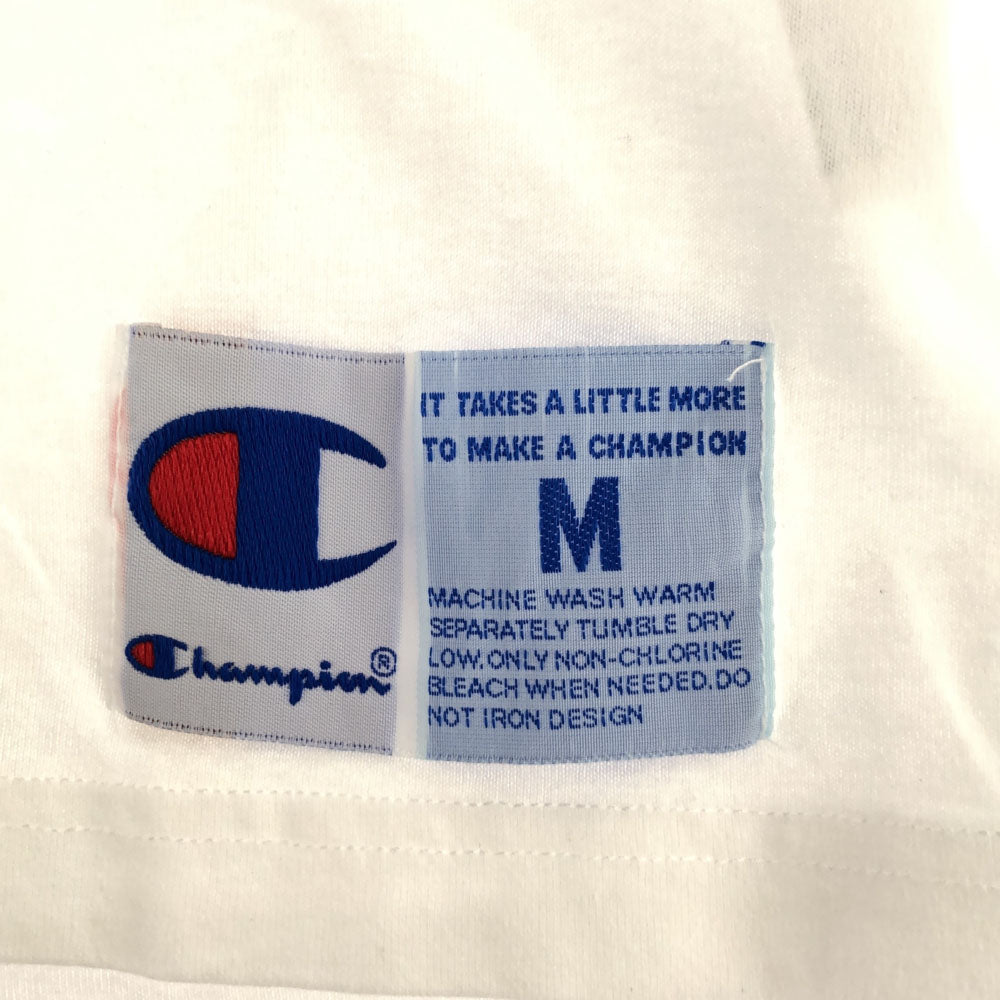 Champion®
IT TAKES A LITTLE MORE
TO MAKE A CHAMPION
M
MACHINE WASH WARM
SEPARATELY TUMBLE DRY
LOW.ONLY NON-CHLORINE
BLEACH WHEN NEEDED.DO
NOT IRON DESIGN